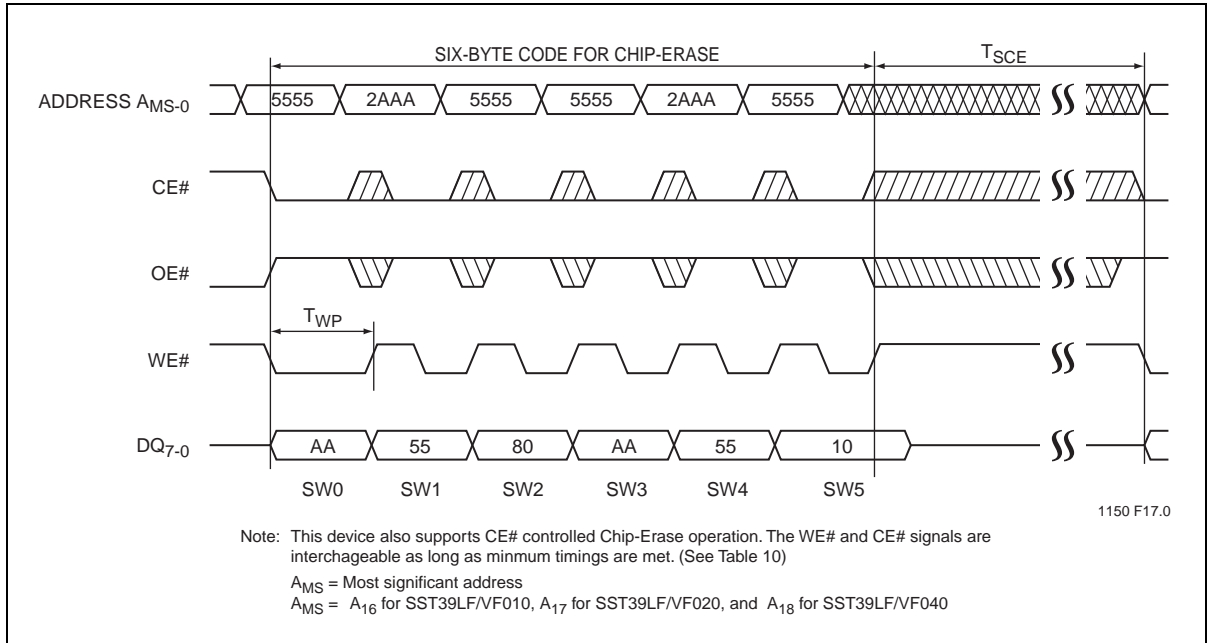 SIX-BYTE CODE FOR CHIP-ERASE TSCE
ADDRESS AMS-0 5555 2AAA 5555 5555 2AAA 5555
CE#
OE#
TWP
WE#
DQ7-0 AA 55 80 AA 55 10
SW0 SW1 SW2 SW3 SW4 SW5
1150 F17.0
Note: This device also supports CE# controlled Chip-Erase operation. The WE# and CE# signals are
interchageable as long as minmum timings are met. (See Table 10)
AMS = Most significant address
AMS = A16 for SST39LF/VF010, A17 for SST39LF/VF020, and A18 for SST39LF/VF040